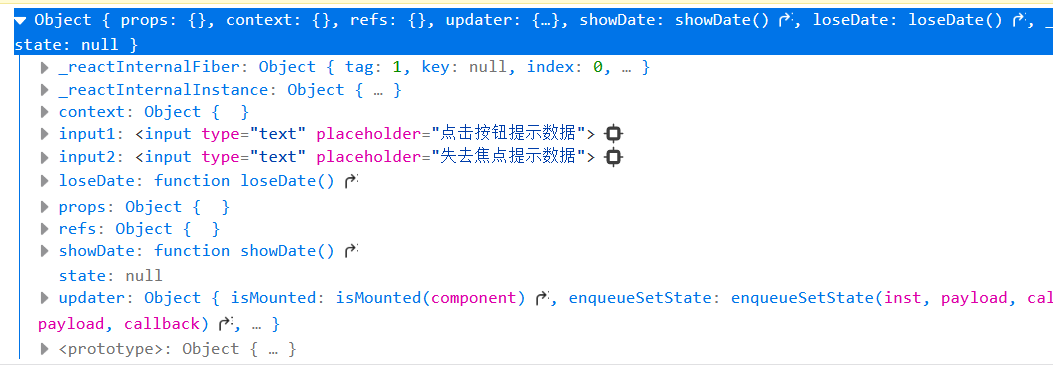 Object { props: {}, context: {}, refs: {}, updater: {…}, showDate: showDate(), loseDate: loseDate(), _
state: null }
_reactInternalFiber: Object { tag: 1, key: null, index: 0, … }
_reactInternalInstance: Object { … }
context: Object {  }
input1: <input type="text" placeholder="点击按钮提示数据">
input2: <input type="text" placeholder="失去焦点提示数据">
loseDate: function loseDate()
props: Object {  }
refs: Object {  }
showDate: function showDate()
state: null
updater: Object { isMounted: isMounted(component), enqueueSetState: enqueueSetState(inst, payload, cal
payload, callback), … }
<prototype>: Object { … }